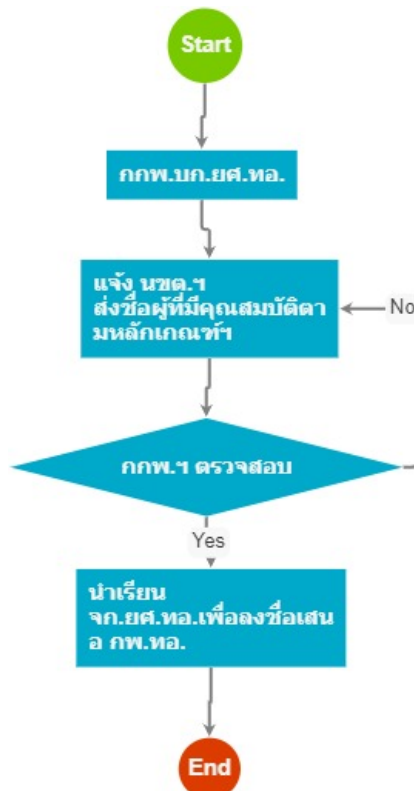 Start
กกพ.บก.ยศ.ทอ.
แจ้ง นขต.ฯ
ส่งชื่อผู้ที่มีคุณสมบัติตา
มหลักเกณฑ์ฯ
No
กกพ.ฯ ตรวจสอบ
Yes
นำเรียน
จก.ยศ.ทอ.เพื่อลงชื่อเสน
อ กพ.ทอ.
End